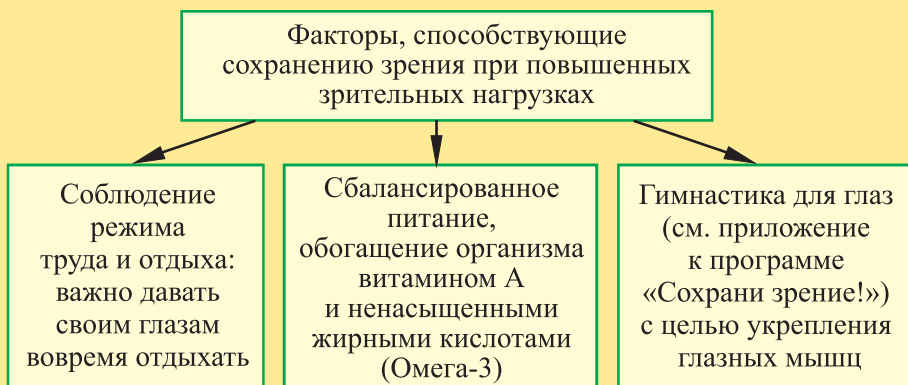 Факторы, способствующие
сохранению зрения при повышенных
зрительных нагрузках
Соблюдение
режима
труда и отдыха:
важно давать
своим глазам
вовремя отдыхать
Сбалансированное
питание,
обогащение организма
витамином А
и ненасыщенными
жирными кислотами
(Омега-3)
Гимнастика для глаз
(см. приложение
к программе
«Сохрани зрение!»)
с целью укрепления
глазных мышц